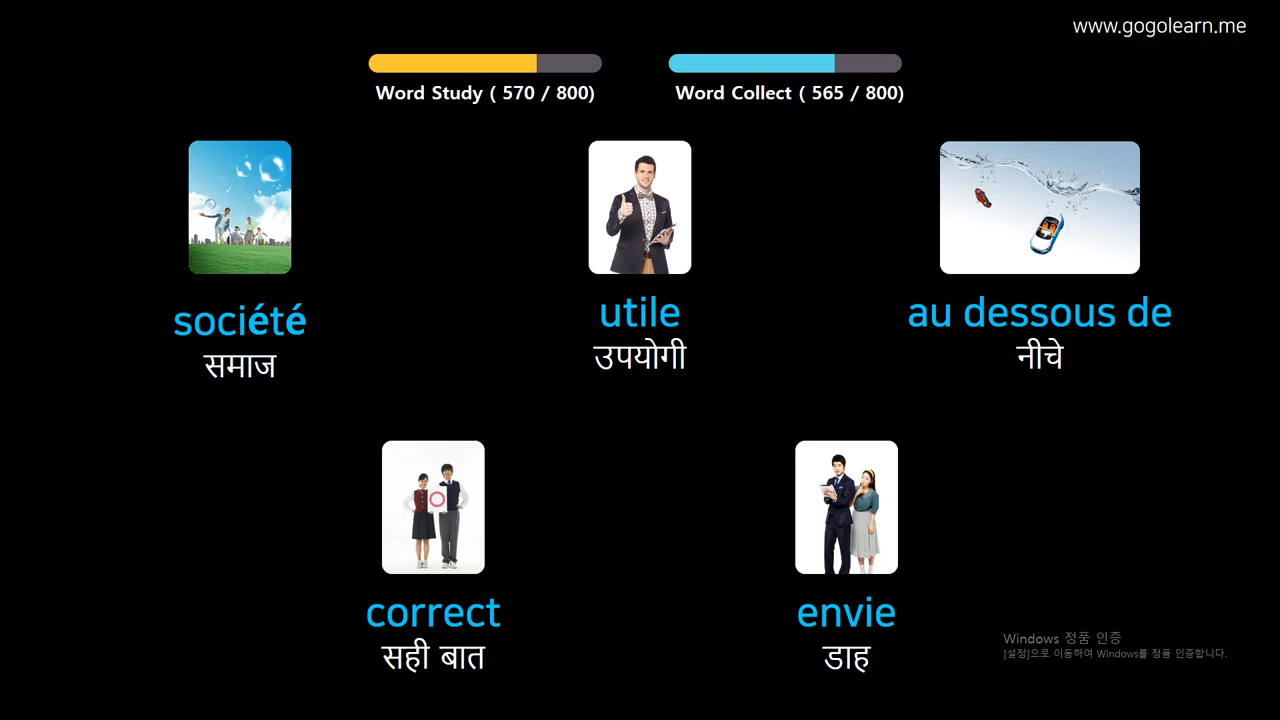 www.gogolearn.me
Word Study ( 570 / 800)
Word Collect ( 565 / 800)
société
समाज
utile
उपयोगी
au dessous de
नीचे
correct
सही बात
envie
डाह
Windows 정품 인증
[설정]으로 이동하여 Windows를 정품 인증합니다.